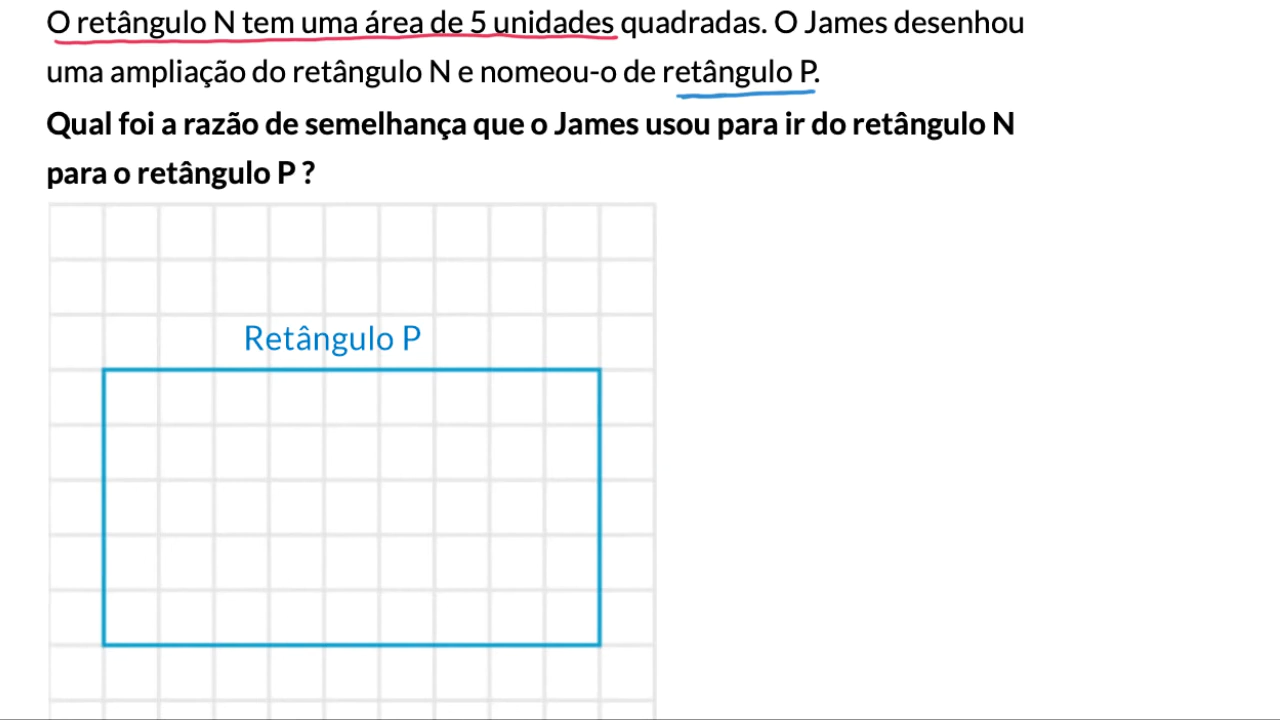 O retângulo N tem uma área de 5 unidades quadradas. O James desenhou
uma ampliação do retângulo N e nomeou-o de retângulo P.
Qual foi a razão de semelhança que o James usou para ir do retângulo N
para o retângulo P ?
Retângulo P